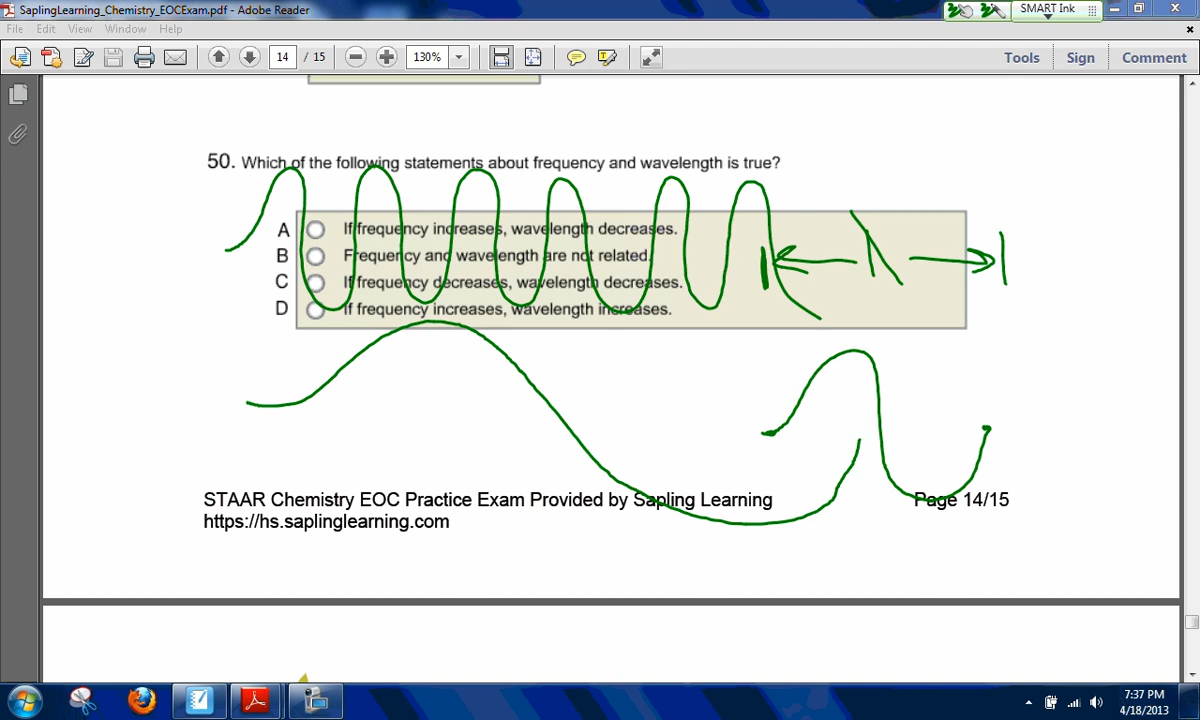 SaplingLearning_Chemistry_EOCExam.pdf - Adobe Reader
SMART Ink
File Edit View Window Help
14 / 15 130% Tools Sign Comment
50. Which of the following statements about frequency and wavelength is true?
A If frequency increases, wavelength decreases.
B Frequency and wavelength are not related.
C If frequency decreases, wavelength decreases.
D If frequency increases, wavelength increases.
λ
STAAR Chemistry EOC Practice Exam Provided by Sapling Learning Page 14/15
https://hs.saplinglearning.com
7:37 PM
4/18/2013